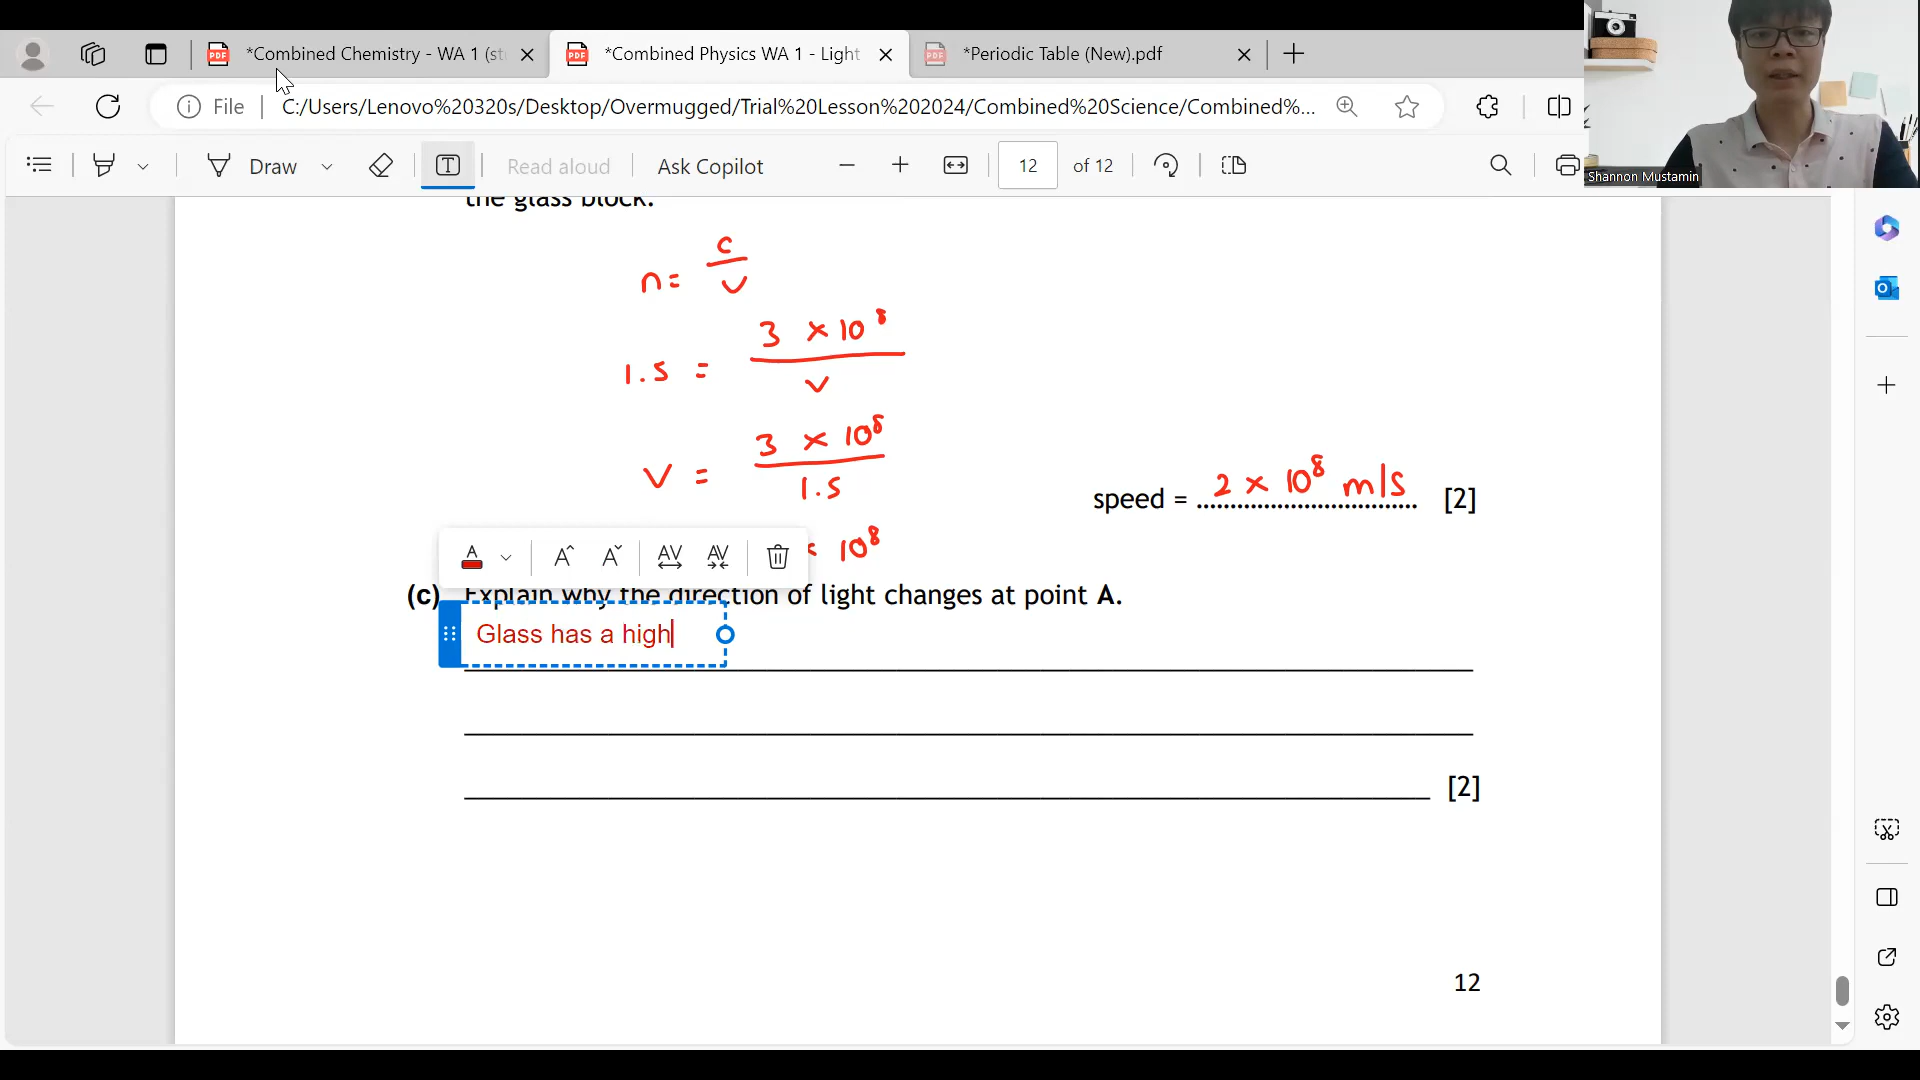 *Combined Chemistry - WA 1 (st
*Combined Physics WA 1 - Light
*Periodic Table (New).pdf
File
C:/Users/Lenovo%20320s/Desktop/Overmugged/Trial%20Lesson%202024/Combined%20Science/Combined%...
Draw
Read aloud
Ask Copilot
12
of 12
Shannon Mustamin
the glass block.
n = c/v
1.5 = 3 × 10⁸ / v
v = 3 × 10⁸ / 1.5
speed = 2 × 10⁸ m/s [2]
× 10⁸
(c) Explain why the direction of light changes at point A.
Glass has a high
[2]
12